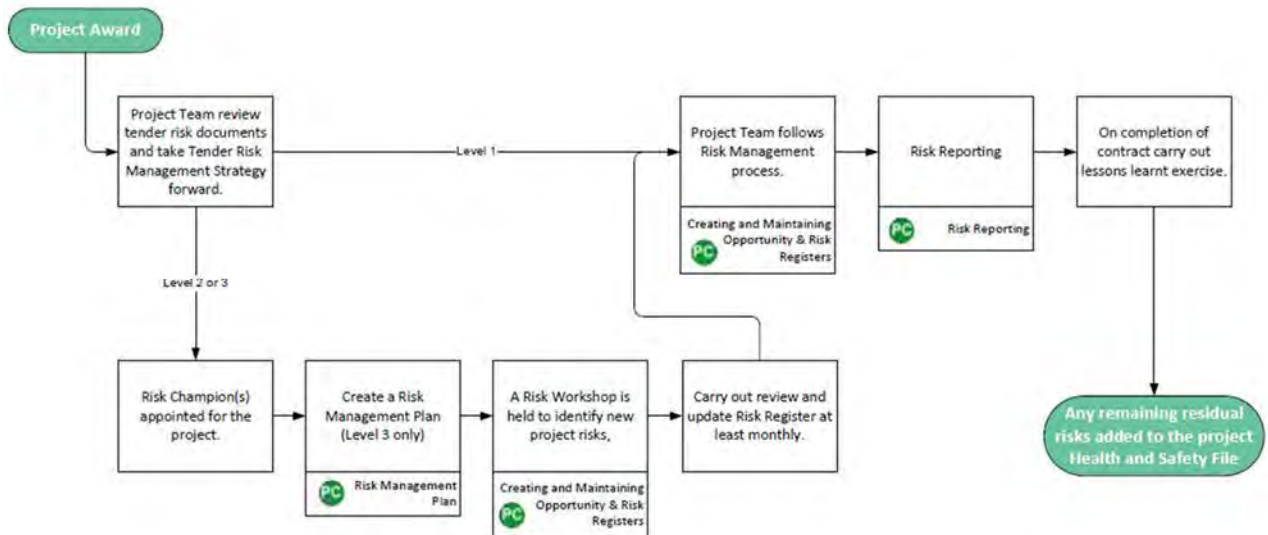 Project Award
Project Team review
tender risk documents
and take Tender Risk
Management Strategy
forward.
Level 1
Project Team follows
Risk Management
process.
PC
Creating and Maintaining
Opportunity & Risk
Registers
Risk Reporting
PC
Risk Reporting
On completion of
contract carry out
lessons learnt exercise.
Level 2 or 3
Risk Champion(s)
appointed for the
project.
Create a Risk
Management Plan
(Level 3 only)
PC
Risk Management
Plan
A Risk Workshop is
held to identify new
project risks,
PC
Creating and Maintaining
Opportunity & Risk
Registers
Carry out review and
update Risk Register at
least monthly.
Any remaining residual
risks added to the project
Health and Safety File